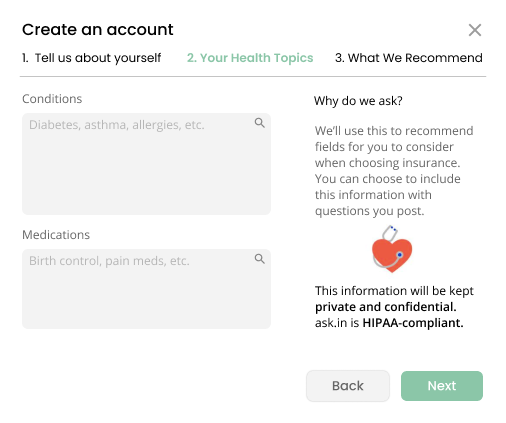 Create an account
1. Tell us about yourself
2. Your Health Topics
3. What We Recommend
Conditions
Diabetes, asthma, allergies, etc.
Medications
Birth control, pain meds, etc.
Why do we ask?
We’ll use this to recommend
fields for you to consider
when choosing insurance.
You can choose to include
this information with
questions you post.
This information will be kept
private and confidential.
ask.in is HIPAA-compliant.
Back
Next